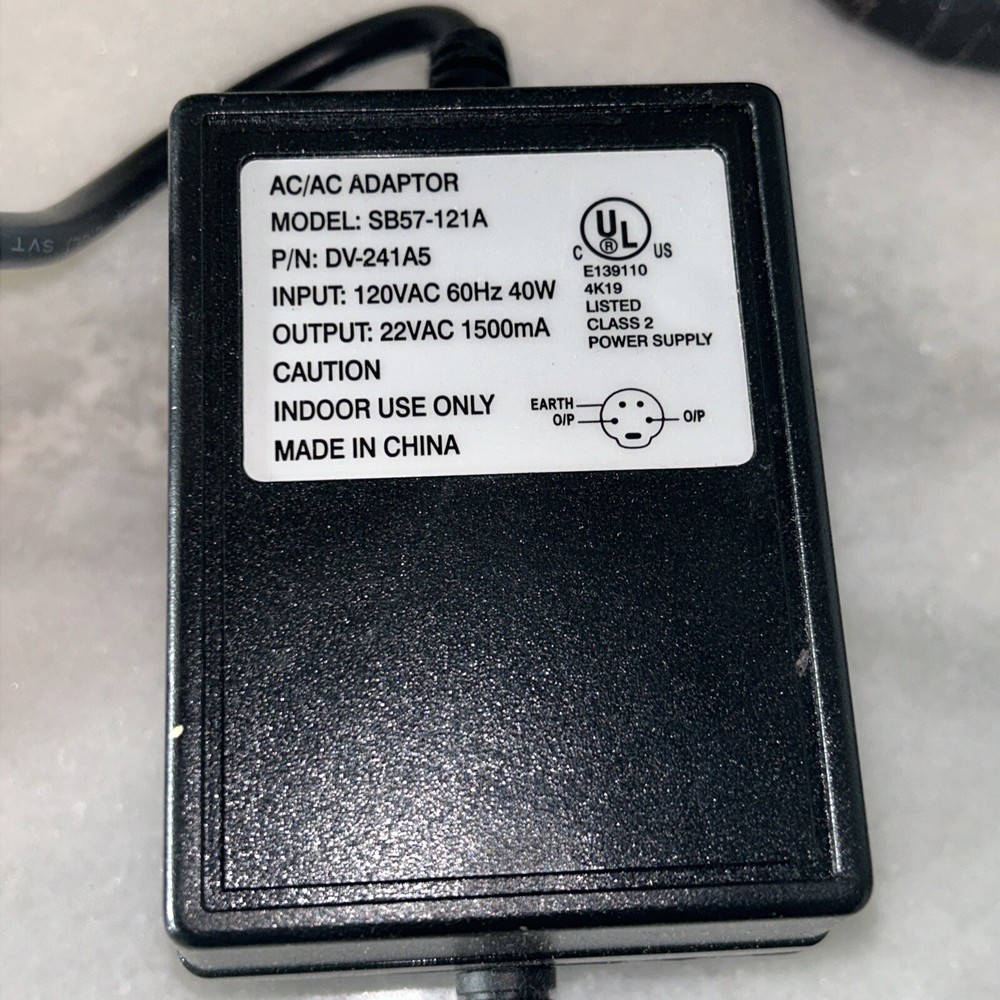 AC/AC ADAPTOR
MODEL: SB57-121A
P/N: DV-241A5
INPUT: 120VAC 60Hz 40W
OUTPUT: 22VAC 1500mA
CAUTION
INDOOR USE ONLY
MADE IN CHINA
UL
®
C US
E139110
4K19
LISTED
CLASS 2
POWER SUPPLY
EARTH
O/P O/P
SVT